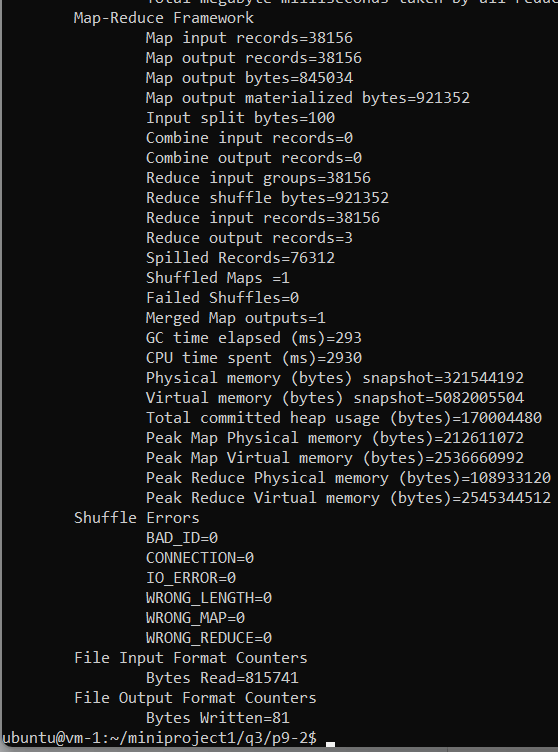 Total megabyte-milliseconds taken by all reduce
Map-Reduce Framework
Map input records=38156
Map output records=38156
Map output bytes=845034
Map output materialized bytes=921352
Input split bytes=100
Combine input records=0
Combine output records=0
Reduce input groups=38156
Reduce shuffle bytes=921352
Reduce input records=38156
Reduce output records=3
Spilled Records=76312
Shuffled Maps =1
Failed Shuffles=0
Merged Map outputs=1
GC time elapsed (ms)=293
CPU time spent (ms)=2930
Physical memory (bytes) snapshot=321544192
Virtual memory (bytes) snapshot=5082005504
Total committed heap usage (bytes)=170004480
Peak Map Physical memory (bytes)=212611072
Peak Map Virtual memory (bytes)=2536660992
Peak Reduce Physical memory (bytes)=108933120
Peak Reduce Virtual memory (bytes)=2545344512
Shuffle Errors
BAD_ID=0
CONNECTION=0
IO_ERROR=0
WRONG_LENGTH=0
WRONG_MAP=0
WRONG_REDUCE=0
File Input Format Counters
Bytes Read=815741
File Output Format Counters
Bytes Written=81
ubuntu@vm-1:~/miniproject1/q3/p9-2$